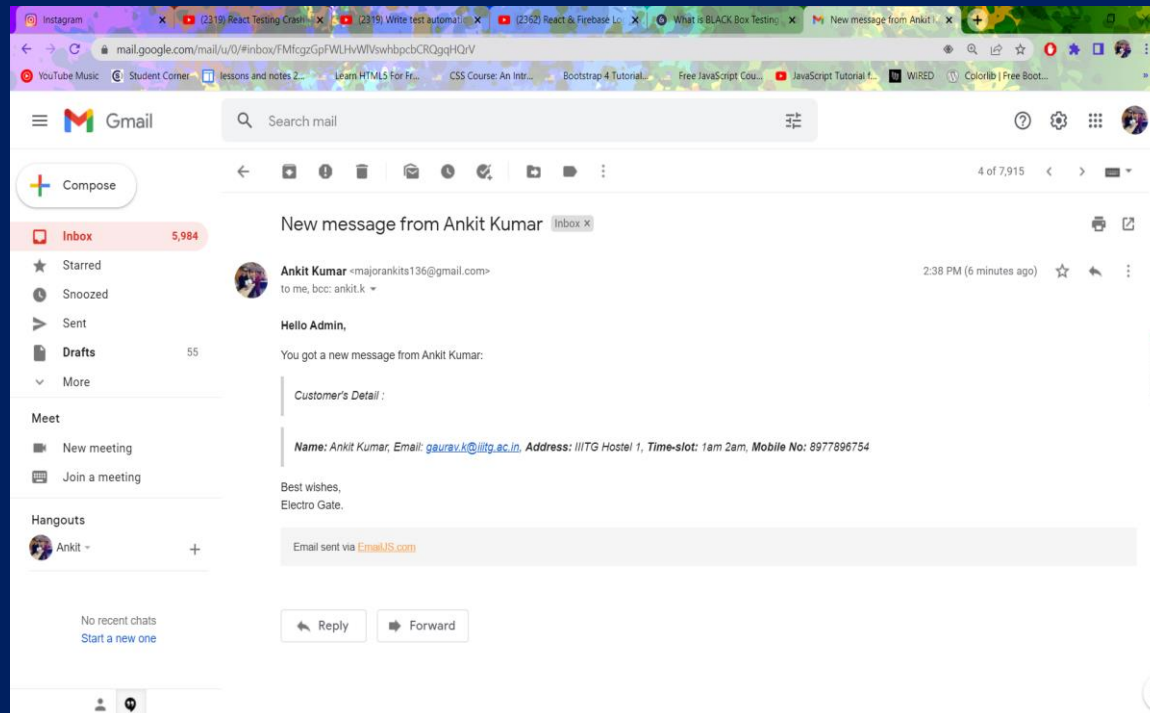 Instagram
(2319) React Testing Crash
(2319) Write test automatic
(2362) React & Firebase Lo
What is BLACK Box Testing
New message from Ankit K
mail.google.com/mail/u/0/#inbox/FMfcgzGpFWLHvWlVswhbpcbCRQgqHQrV
YouTube Music
Student Corner
lessons and notes 2...
Learn HTML5 For Fr...
CSS Course: An Intr...
Bootstrap 4 Tutorial...
Free JavaScript Cou...
JavaScript Tutorial f...
WIRED
Colorlib | Free Boot...
Gmail
Search mail
Compose
4 of 7,915
Inbox 5,984
Starred
Snoozed
Sent
Drafts 55
More
Meet
New meeting
Join a meeting
Hangouts
Ankit
No recent chats
Start a new one
New message from Ankit Kumar Inbox ×
Ankit Kumar <majorankits136@gmail.com>
2:38 PM (6 minutes ago)
to me, bcc: ankit.k
Hello Admin,
You got a new message from Ankit Kumar:
Customer's Detail :
Name: Ankit Kumar, Email: gaurav.k@iiitg.ac.in, Address: IIITG Hostel 1, Time-slot: 1am 2am, Mobile No: 8977896754
Best wishes,
Electro Gate.
Email sent via EmailJS.com
Reply
Forward